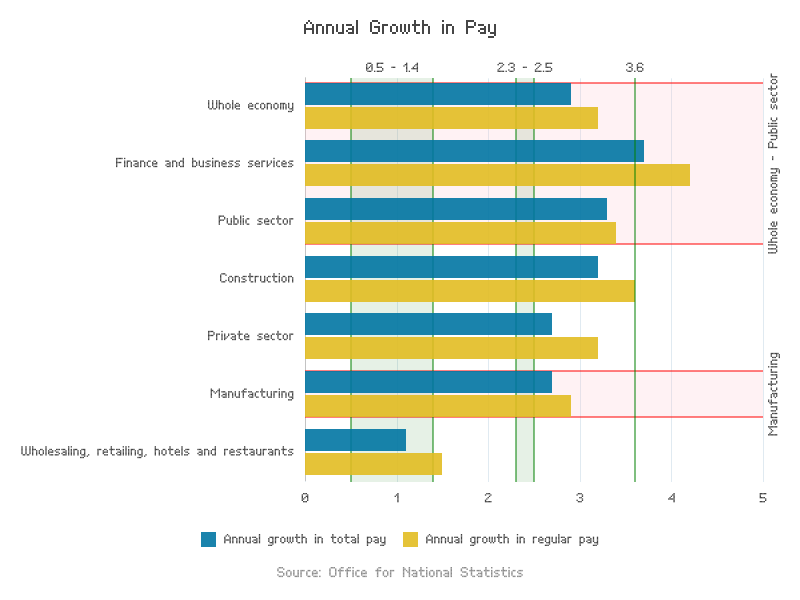 Annual Growth in Pay
0.5 - 1.4
2.3 - 2.5
3.6
Whole economy
Finance and business services
Public sector
Construction
Private sector
Manufacturing
Wholesaling, retailing, hotels and restaurants
Whole economy - Public sector
Manufacturing
0 1 2 3 4 5
Annual growth in total pay
Annual growth in regular pay
Source: Office for National Statistics